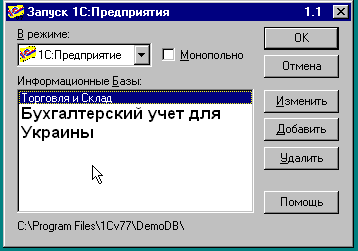 Запуск 1С:Предприятия 1.1
В режиме:
1С:Предприятие
Монопольно
Информационные Базы:
Торговля и Склад
Бухгалтерский учет для
Украины
OK
Отмена
Изменить
Добавить
Удалить
Помощь
C:\Program Files\1Cv77\DemoDB\